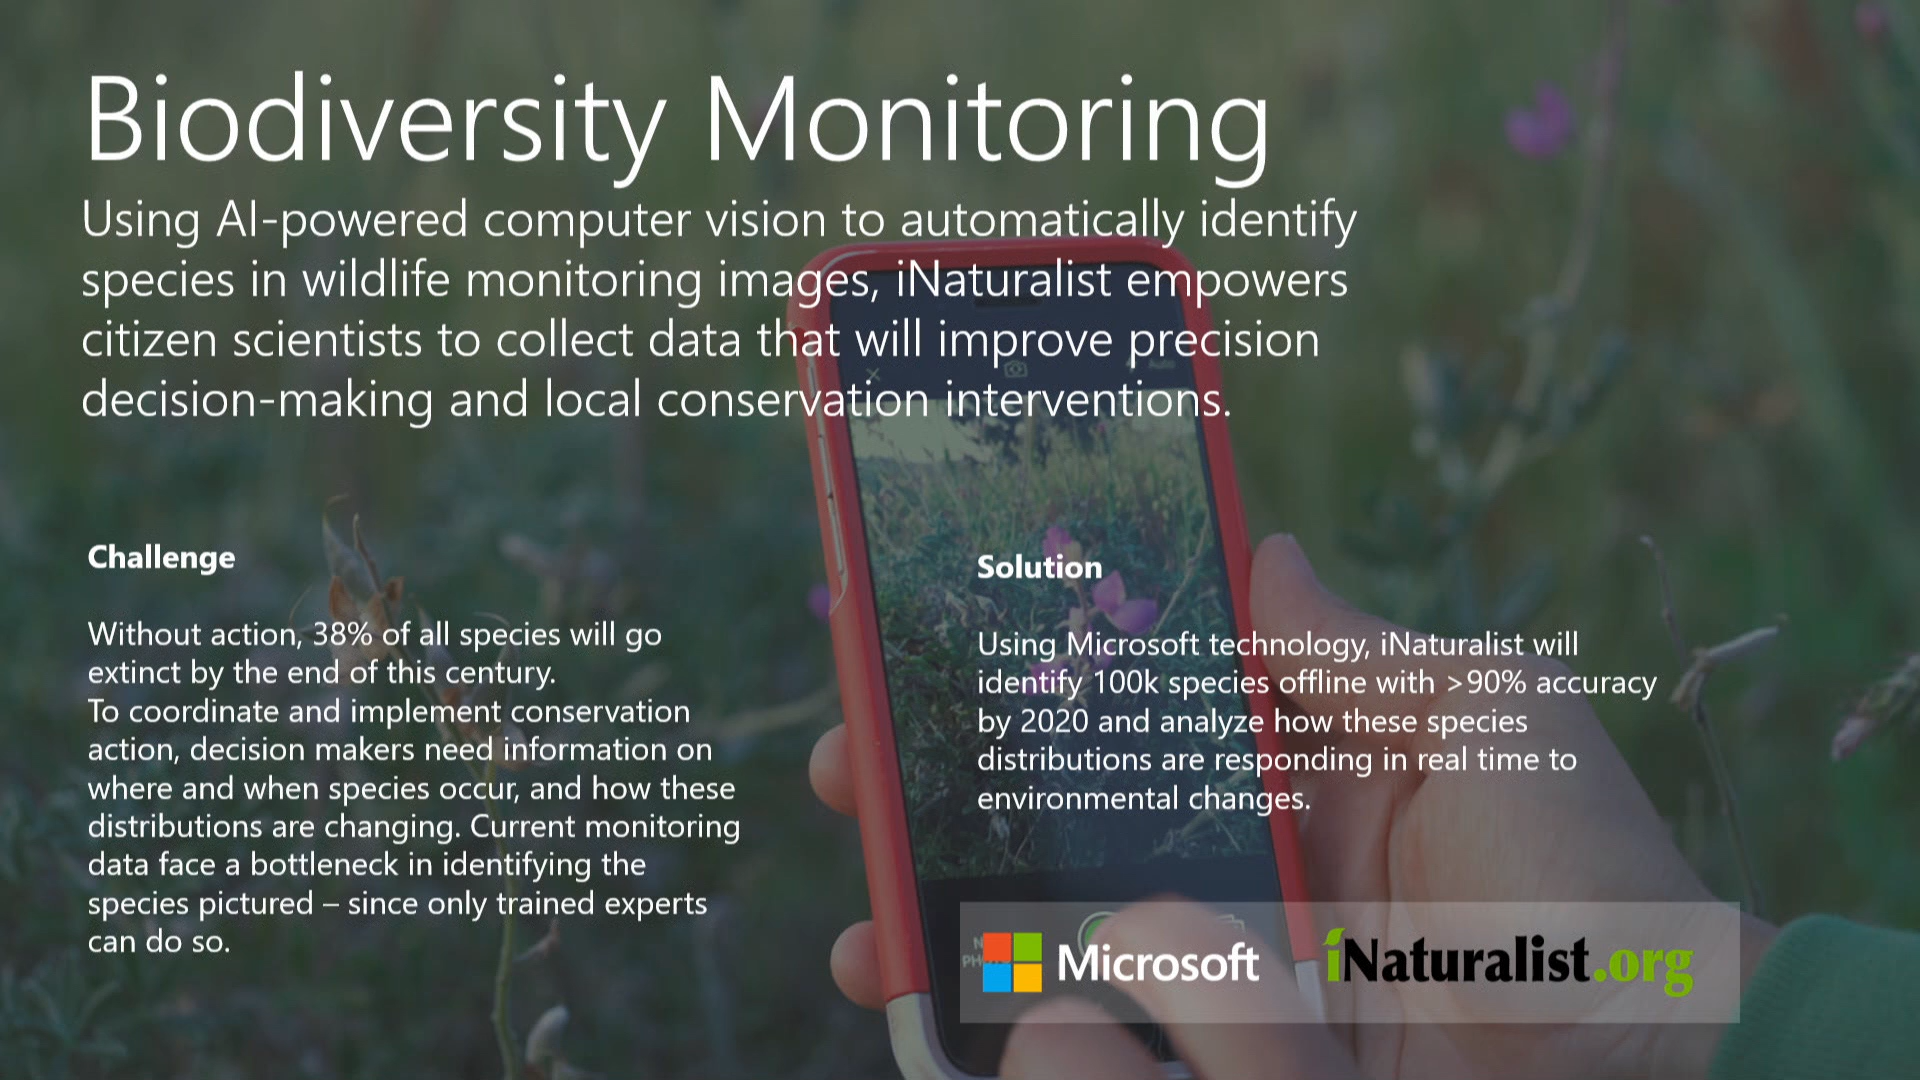 Biodiversity Monitoring
Using AI-powered computer vision to automatically identify
species in wildlife monitoring images, iNaturalist empowers
citizen scientists to collect data that will improve precision
decision-making and local conservation interventions.
Challenge
Without action, 38% of all species will go
extinct by the end of this century.
To coordinate and implement conservation
action, decision makers need information on
where and when species occur, and how these
distributions are changing. Current monitoring
data face a bottleneck in identifying the
species pictured – since only trained experts
can do so.
Solution
Using Microsoft technology, iNaturalist will
identify 100k species offline with >90% accuracy
by 2020 and analyze how these species
distributions are responding in real time to
environmental changes.
Auto
Microsoft
iNaturalist.org